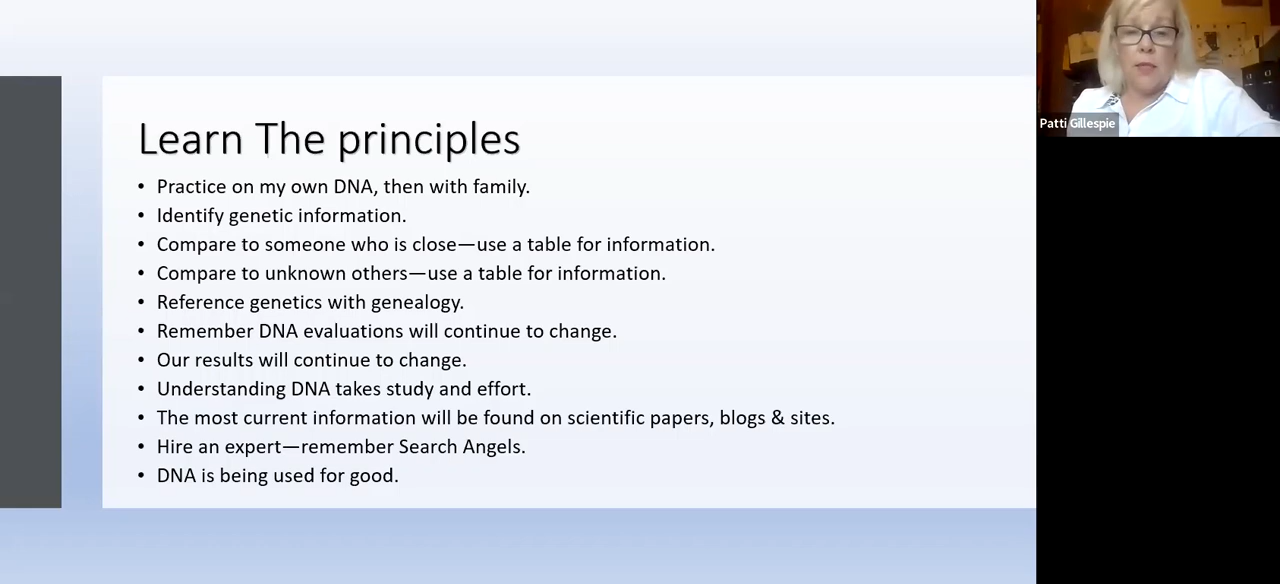 Learn The principles
• Practice on my own DNA, then with family.
• Identify genetic information.
• Compare to someone who is close—use a table for information.
• Compare to unknown others—use a table for information.
• Reference genetics with genealogy.
• Remember DNA evaluations will continue to change.
• Our results will continue to change.
• Understanding DNA takes study and effort.
• The most current information will be found on scientific papers, blogs & sites.
• Hire an expert—remember Search Angels.
• DNA is being used for good.
Patti Gillespie